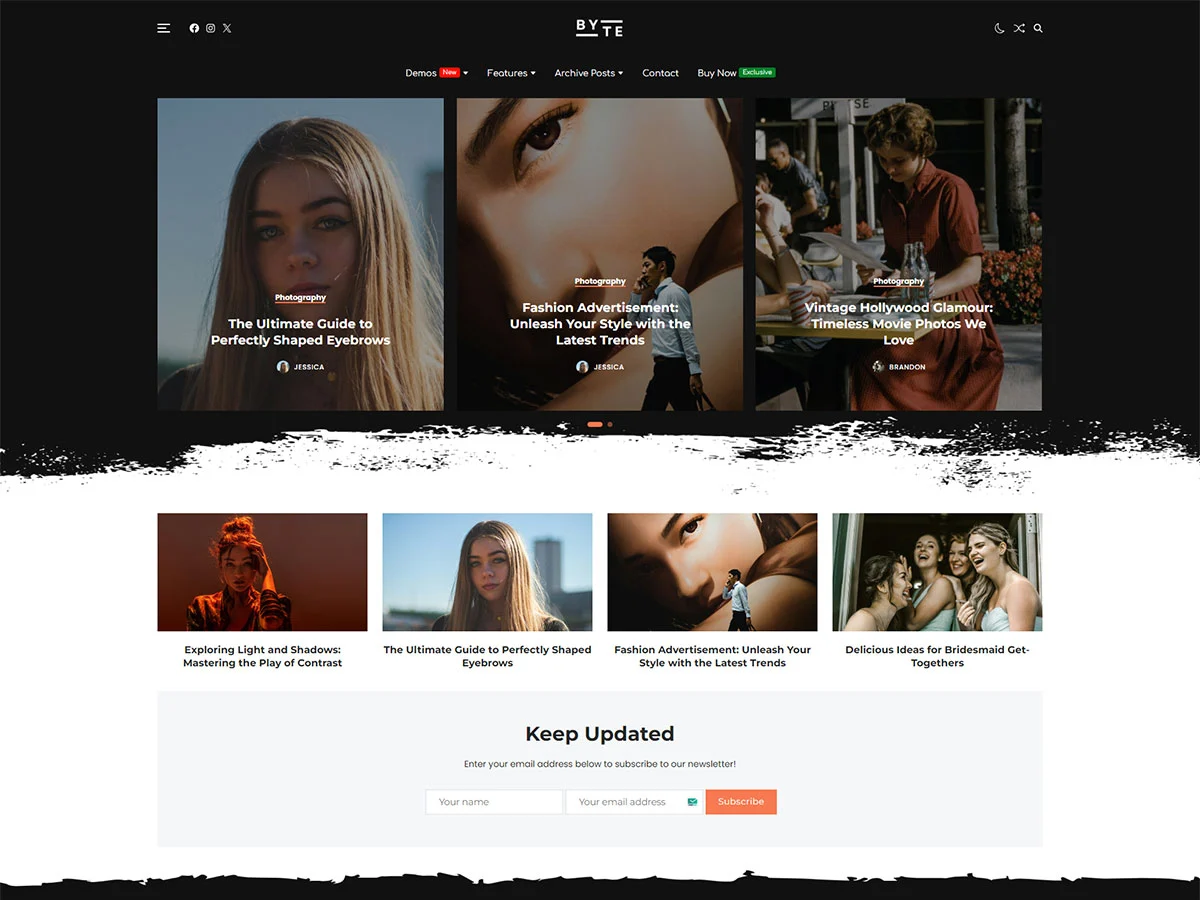 BYTE
Demos New
Features
Archive Posts
Contact
Buy Now Exclusive
Photography
The Ultimate Guide to
Perfectly Shaped Eyebrows
JESSICA
Photography
Fashion Advertisement:
Unleash Your Style with the
Latest Trends
JESSICA
Photography
Vintage Hollywood Glamour:
Timeless Movie Photos We
Love
BRANDON
Exploring Light and Shadows:
Mastering the Play of Contrast
The Ultimate Guide to Perfectly Shaped
Eyebrows
Fashion Advertisement: Unleash Your
Style with the Latest Trends
Delicious Ideas for Bridesmaid Get-
Togethers
Keep Updated
Enter your email address below to subscribe to our newsletter!
Your name
Your email address
Subscribe